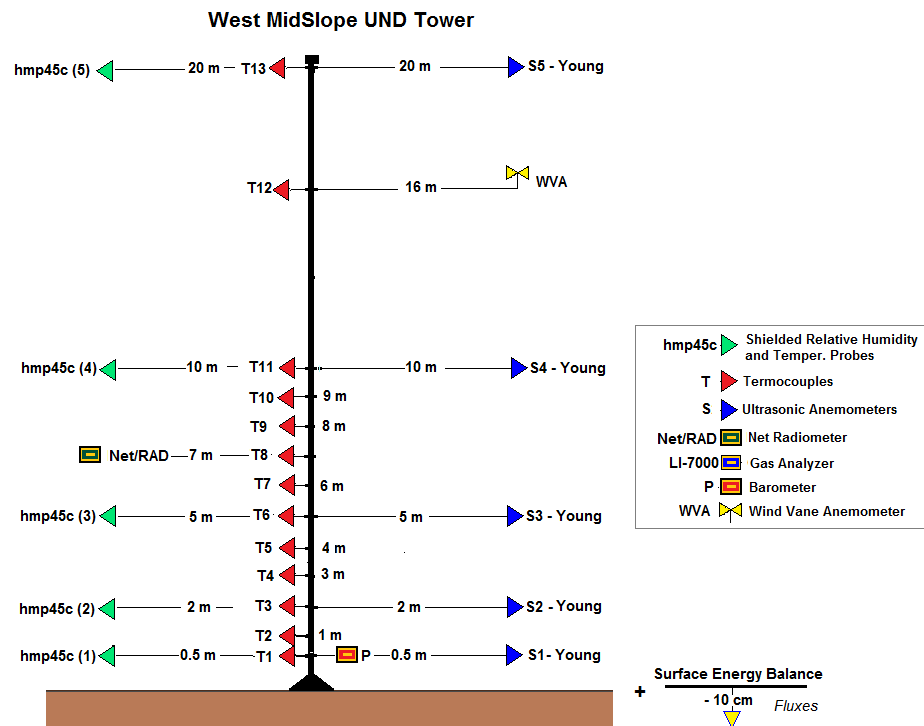 West MidSlope UND Tower
hmp45c (5) 20 m T13 20 m S5 - Young
T12 16 m WVA
hmp45c (4) 10 m T11 10 m S4 - Young
T10 9 m
T9 8 m
Net/RAD 7 m T8
T7 6 m
hmp45c (3) 5 m T6 5 m S3 - Young
T5 4 m
T4 3 m
hmp45c (2) 2 m T3 2 m S2 - Young
T2 1 m
hmp45c (1) 0.5 m T1 P 0.5 m S1- Young
hmp45c Shielded Relative Humidity
and Temper. Probes
T Termocouples
S Ultrasonic Anemometers
Net/RAD Net Radiometer
LI-7000 Gas Analyzer
P Barometer
WVA Wind Vane Anemometer
+ Surface Energy Balance
- 10 cm
Fluxes